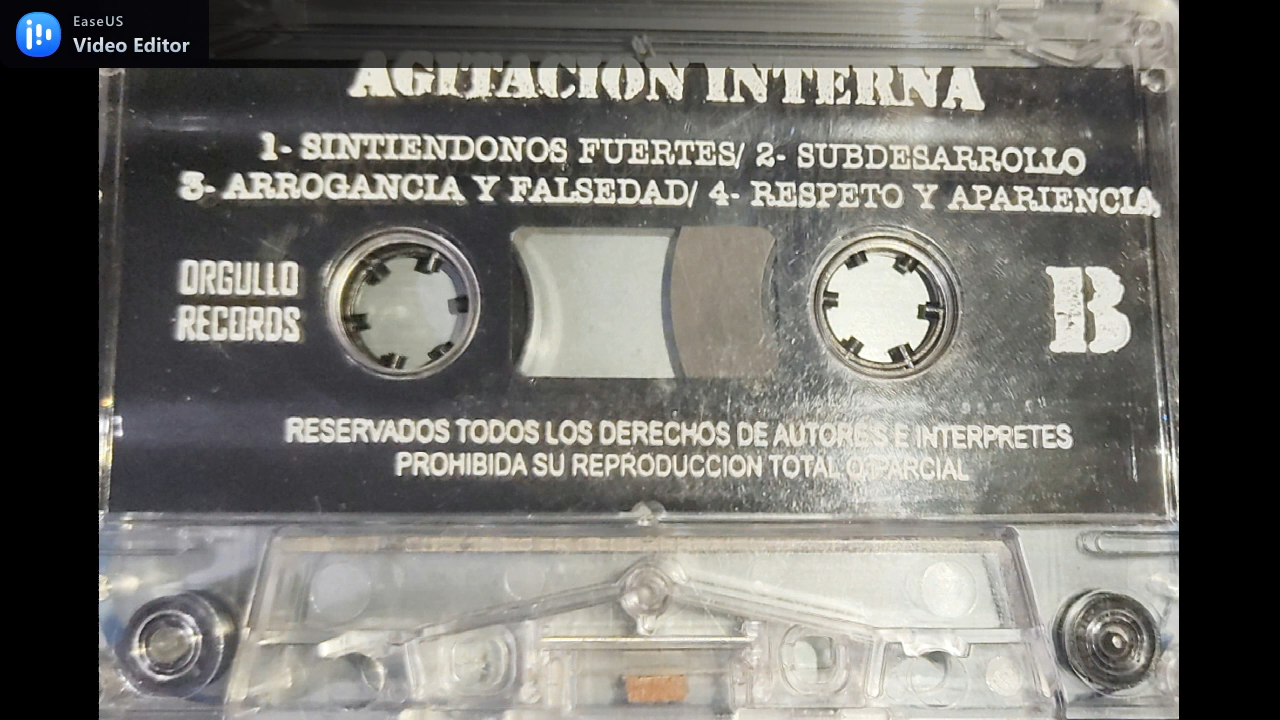 EaseUS
Video Editor
AGITACION INTERNA
1- SINTIENDONOS FUERTES/ 2- SUBDESARROLLO
3- ARROGANCIA Y FALSEDAD/ 4- RESPETO Y APARIENCIA,
ORGULLO
RECORDS
B
RESERVADOS TODOS LOS DERECHOS DE AUTORES E INTERPRETES
PROHIBIDA SU REPRODUCCION TOTAL O PARCIAL